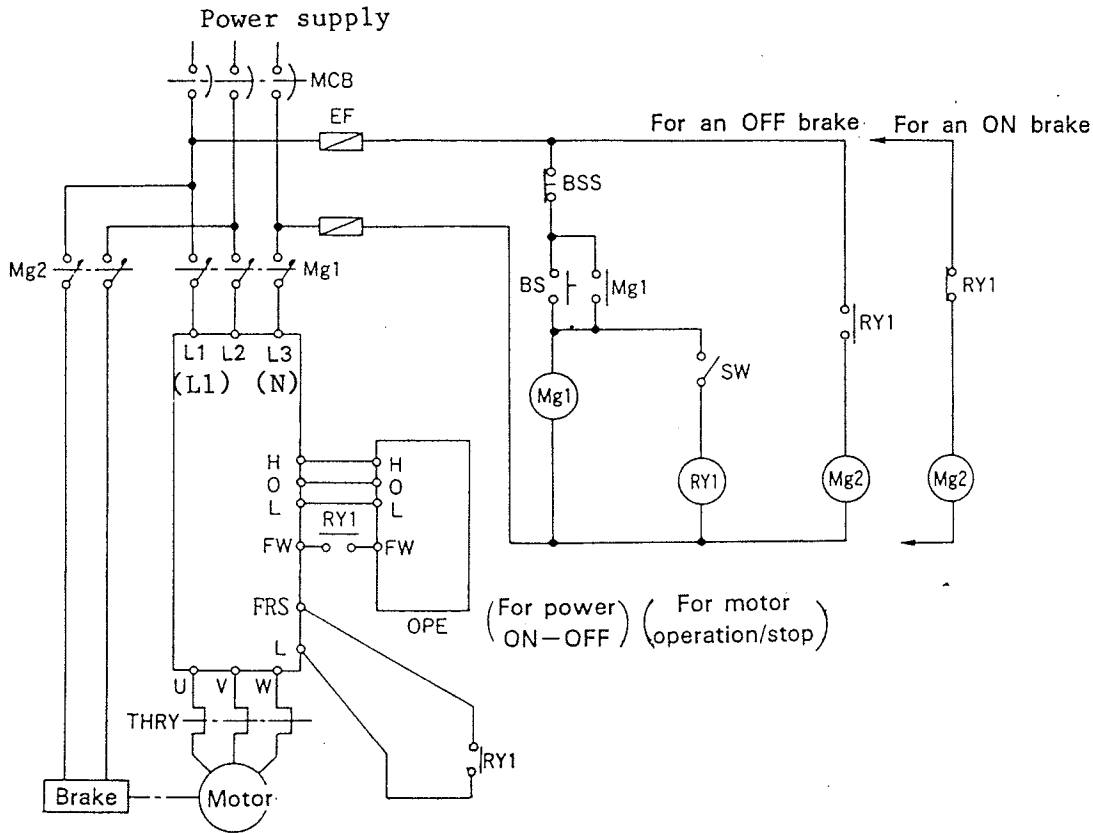 Power supply
MCB
EF
For an OFF brake
For an ON brake
BSS
Mg2
Mg1
BS
Mg1
RY1
RY1
L1 L2 L3
(L1) (N)
SW
Mg1
H
O
L
H
O
L
RY1
Mg2
Mg2
RY1
FW
FW
FRS
OPE
(For power ON-OFF)
(For motor operation/stop)
L
U V W
THRY
RY1
Brake
Motor